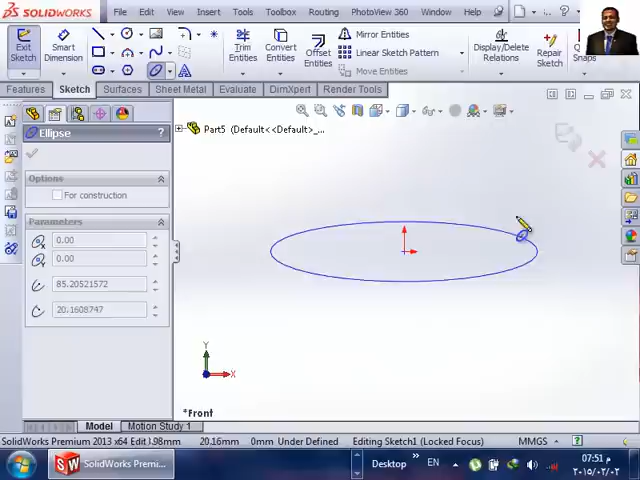 SOLIDWORKS File Edit View Insert Tools Toolbox Routing PhotoView 360 Window Help
Exit Sketch
Smart Dimension
Trim Entities
Convert Entities
Offset Entities
Mirror Entities
Linear Sketch Pattern
Move Entities
Display/Delete Relations
Repair Sketch
Snaps
Features Sketch Surfaces Sheet Metal Evaluate DimXpert Render Tools
Part5 (Default<<Default>_...
Ellipse ?
Options
For construction
Parameters
0.00
0.00
85.20521572
20.1608747
Y
X
*Front
Model Motion Study 1
SolidWorks Premium 2013 x64 Edit 20.16mm 0mm Under Defined Editing Sketch1 (Locked Focus) MMGS
SolidWorks Premi... Desktop » EN
07:51 م
٢٠١٥/٠٢/٠٢